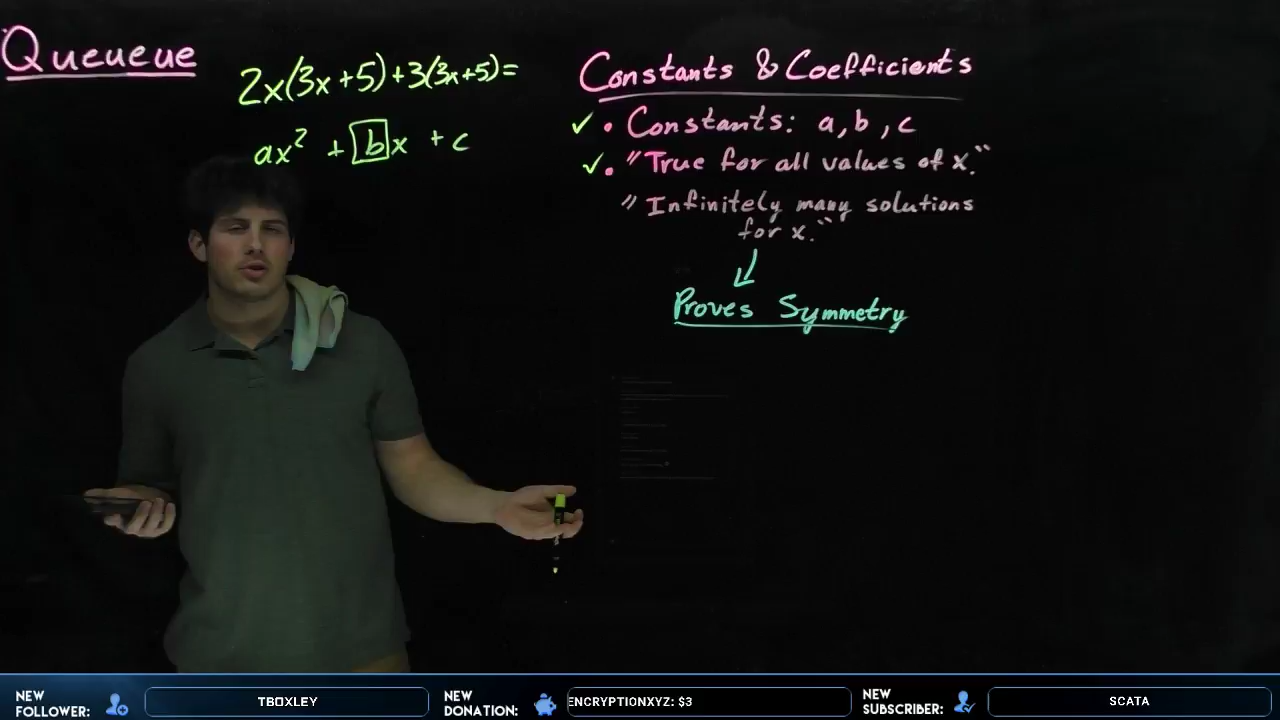 Queueue
2x(3x+5)+3(3x+5)=
ax² + bx + c
Constants & Coefficients
✓ • Constants: a, b, c
✓ • "True for all values of x."
"Infinitely many solutions
for x."
Proves Symmetry
NEW FOLLOWER: TBOXLEY
NEW DONATION: ENCRYPTIONXYZ: $3
NEW SUBSCRIBER: SCATA